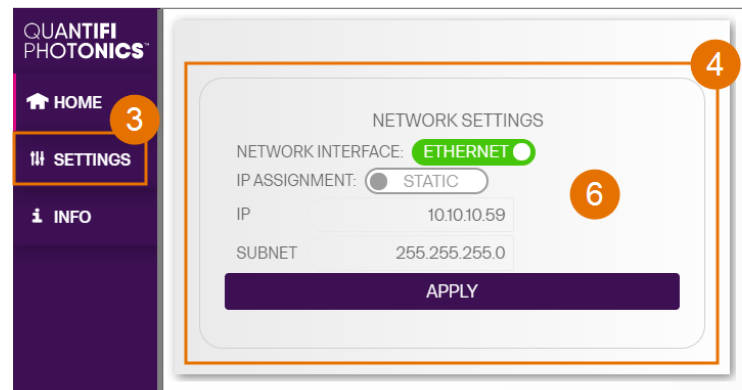 QUANTIFI
PHOTONICS™
HOME
3
SETTINGS
INFO
4
NETWORK SETTINGS
NETWORK INTERFACE: ETHERNET
IP ASSIGNMENT: STATIC
6
IP 10.10.10.59
SUBNET 255.255.255.0
APPLY